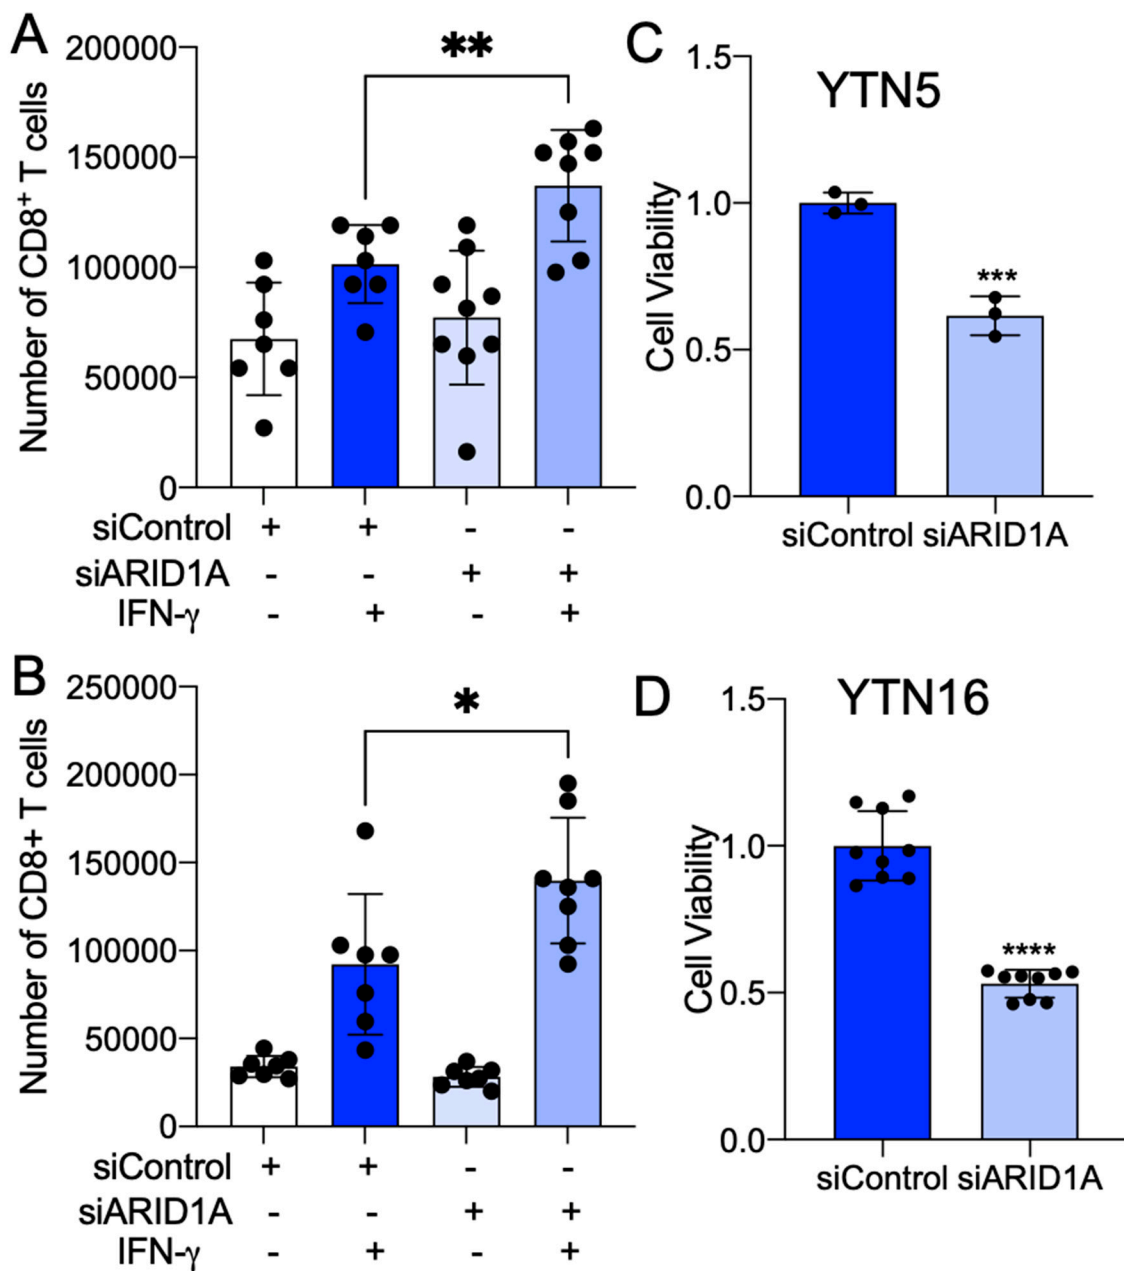 A
Number of CD8⁺ T cells
200000
150000
100000
50000
0
**
siControl + + - -
siARID1A - - + +
IFN-γ - + - +
C
YTN5
Cell Viability
1.5
1.0
0.5
0.0
***
siControl siARID1A
B
Number of CD8+ T cells
250000
200000
150000
100000
50000
0
*
siControl + + - -
siARID1A - - + +
IFN-γ - + - +
D
YTN16
Cell Viability
1.5
1.0
0.5
0.0
****
siControl siARID1A